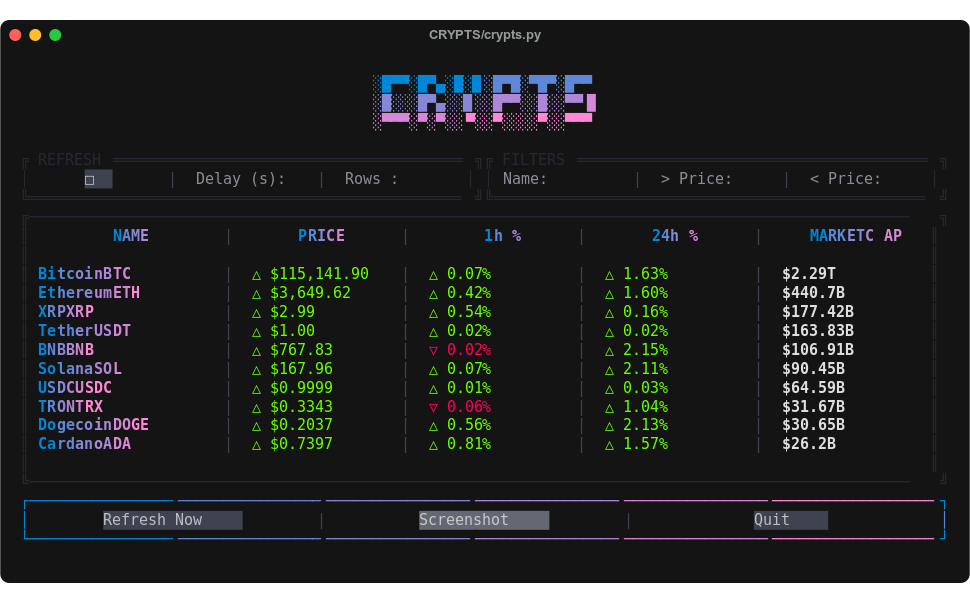 CRYPTS/crypts.py
CRYPTS
REFRESH FILTERS
□ | Delay (s): | Rows : Name: | > Price: | < Price:
NAME | PRICE | 1h % | 24h % | MARKETC AP
BitcoinBTC | △ $115,141.90 | △ 0.07% | △ 1.63% | $2.29T
EthereumETH | △ $3,649.62 | △ 0.42% | △ 1.60% | $440.7B
XRPXRP | △ $2.99 | △ 0.54% | △ 0.16% | $177.42B
TetherUSDT | △ $1.00 | △ 0.02% | △ 0.02% | $163.83B
BNBBNB | △ $767.83 | ▽ 0.02% | △ 2.15% | $106.91B
SolanaSOL | △ $167.96 | △ 0.07% | △ 2.11% | $90.45B
USDCUSDC | △ $0.9999 | △ 0.01% | △ 0.03% | $64.59B
TRONTRX | △ $0.3343 | ▽ 0.06% | △ 1.04% | $31.67B
DogecoinDOGE | △ $0.2037 | △ 0.56% | △ 2.13% | $30.65B
CardanoADA | △ $0.7397 | △ 0.81% | △ 1.57% | $26.2B
Refresh Now | Screenshot | Quit